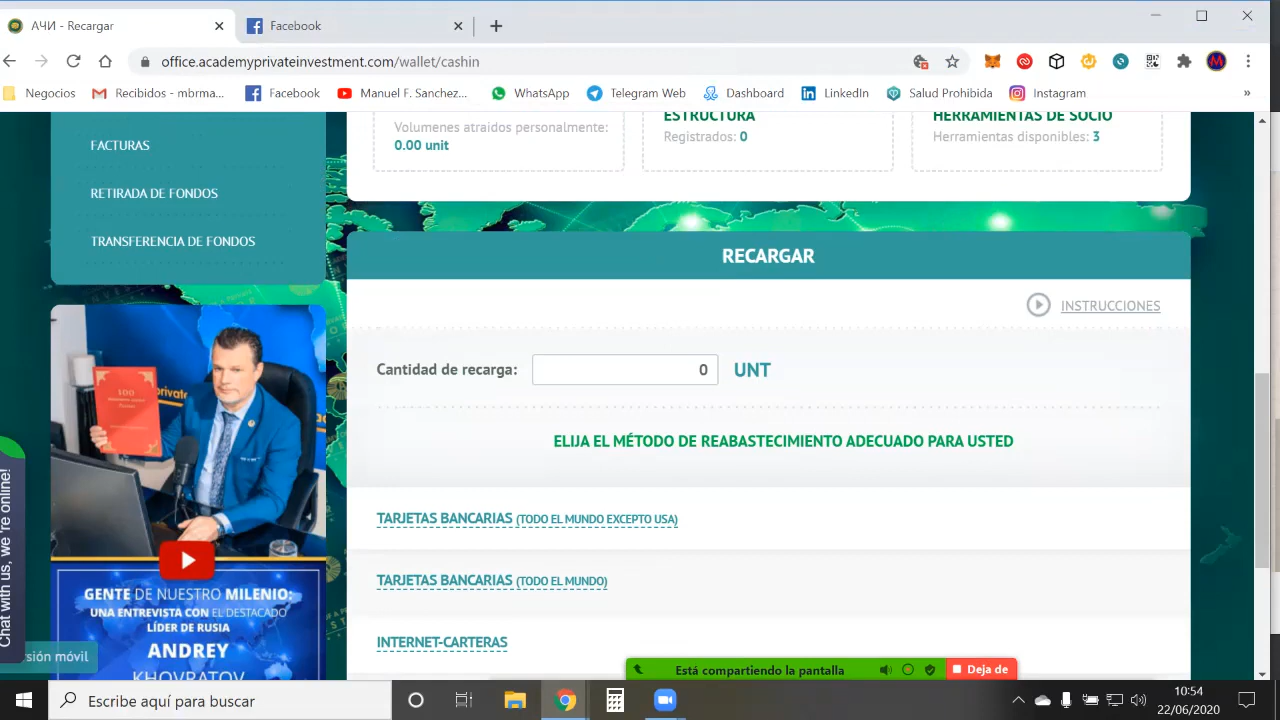 АЧИ - Recargar
Facebook
office.academyprivateinvestment.com/wallet/cashin
Negocios
Recibidos - mbrma...
Facebook
Manuel F. Sanchez...
WhatsApp
Telegram Web
Dashboard
LinkedIn
Salud Prohibida
Instagram
»
FACTURAS
RETIRADA DE FONDOS
TRANSFERENCIA DE FONDOS
Volumenes atraidos personalmente:
0.00 unit
ESTRUCTURA
Registrados: 0
HERRAMIENTAS DE SOCIO
Herramientas disponibles: 3
RECARGAR
INSTRUCCIONES
Cantidad de recarga:
0
UNT
ELIJA EL MÉTODO DE REABASTECIMIENTO ADECUADO PARA USTED
TARJETAS BANCARIAS (TODO EL MUNDO EXCEPTO USA)
TARJETAS BANCARIAS (TODO EL MUNDO)
INTERNET-CARTERAS
100
private
GENTE DE NUESTRO MILENIO:
UNA ENTREVISTA CON EL DESTACADO
LÍDER DE RUSIA
ANDREY
KHOVRATOV
Chat with us, we're online!
sión móvil
Está compartiendo la pantalla
Deja de
Escribe aquí para buscar
10:54
22/06/2020